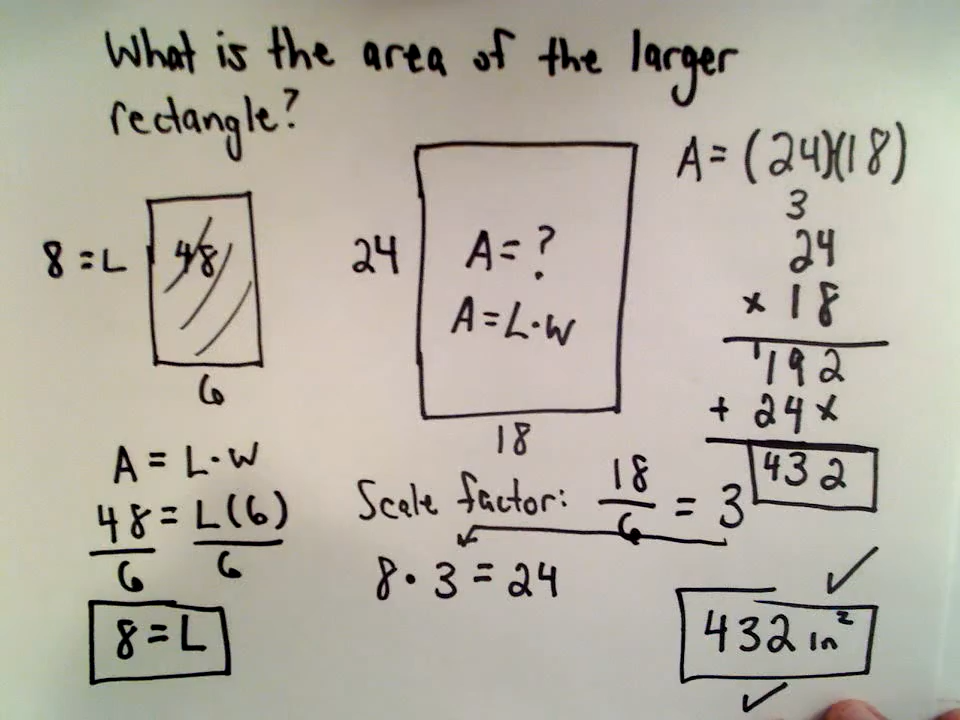 What is the area of the larger
rectangle?
8 = L
48
6
24
A = ?
A = L·W
18
A = L·W
48 = L(6)
6 6
8 = L
Scale factor: 18/6 = 3
8 · 3 = 24
A = (24)(18)
3
24
× 18
1
192
+ 24×
432
432 in²